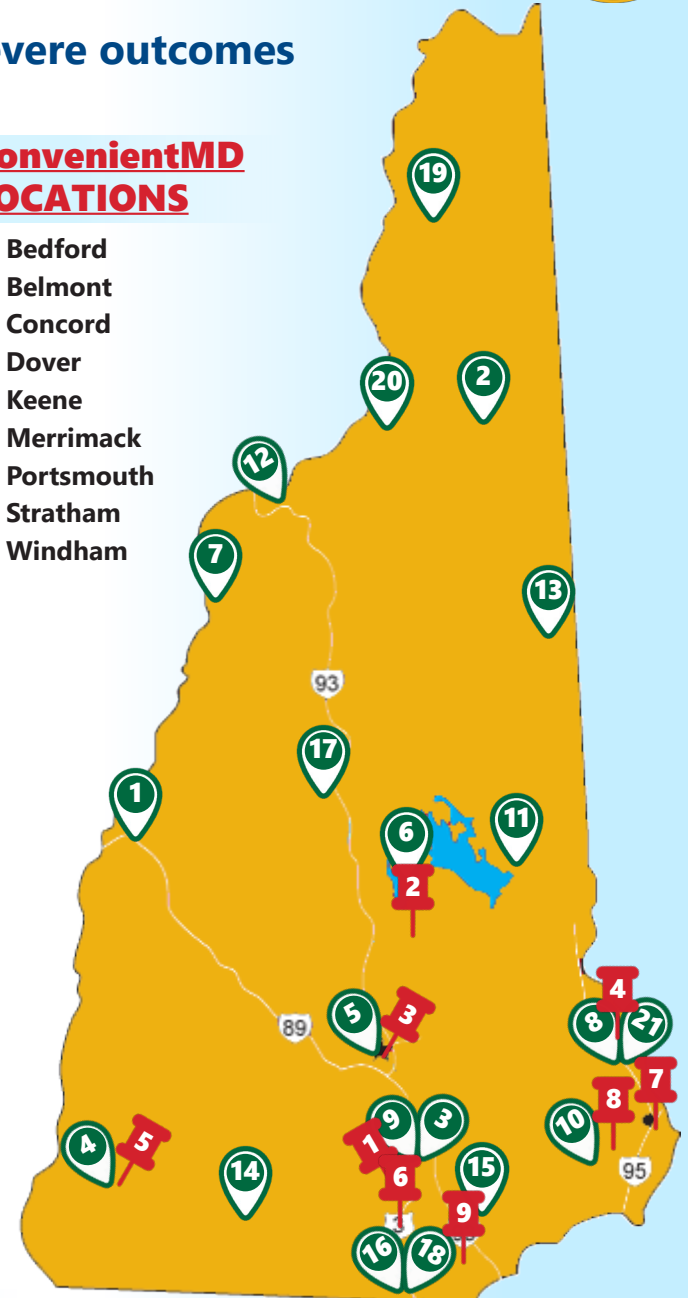 vere outcomes
onvenientMD
OCATIONS
Bedford
Belmont
Concord
Dover
Keene
Merrimack
Portsmouth
Stratham
Windham
19
20
2
12
7
13
93
17
1
6
11
2
5
3
89
4
8
21
7
8
10
95
4
5
14
9
3
1
6
15
9
3
16
18